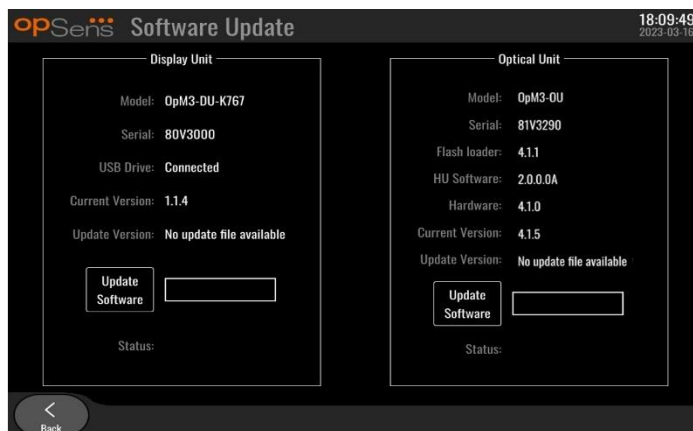 opSens Software Update
18:09:49
2023-03-16
Display Unit
Model: OpM3-DU-K767
Serial: 80V3000
USB Drive: Connected
Current Version: 1.1.4
Update Version: No update file available
Update
Software
Status:
Optical Unit
Model: OpM3-OU
Serial: 81V3290
Flash loader: 4.1.1
HU Software: 2.0.0.0A
Hardware: 4.1.0
Current Version: 4.1.5
Update Version: No update file available
Update
Software
Status:
Back